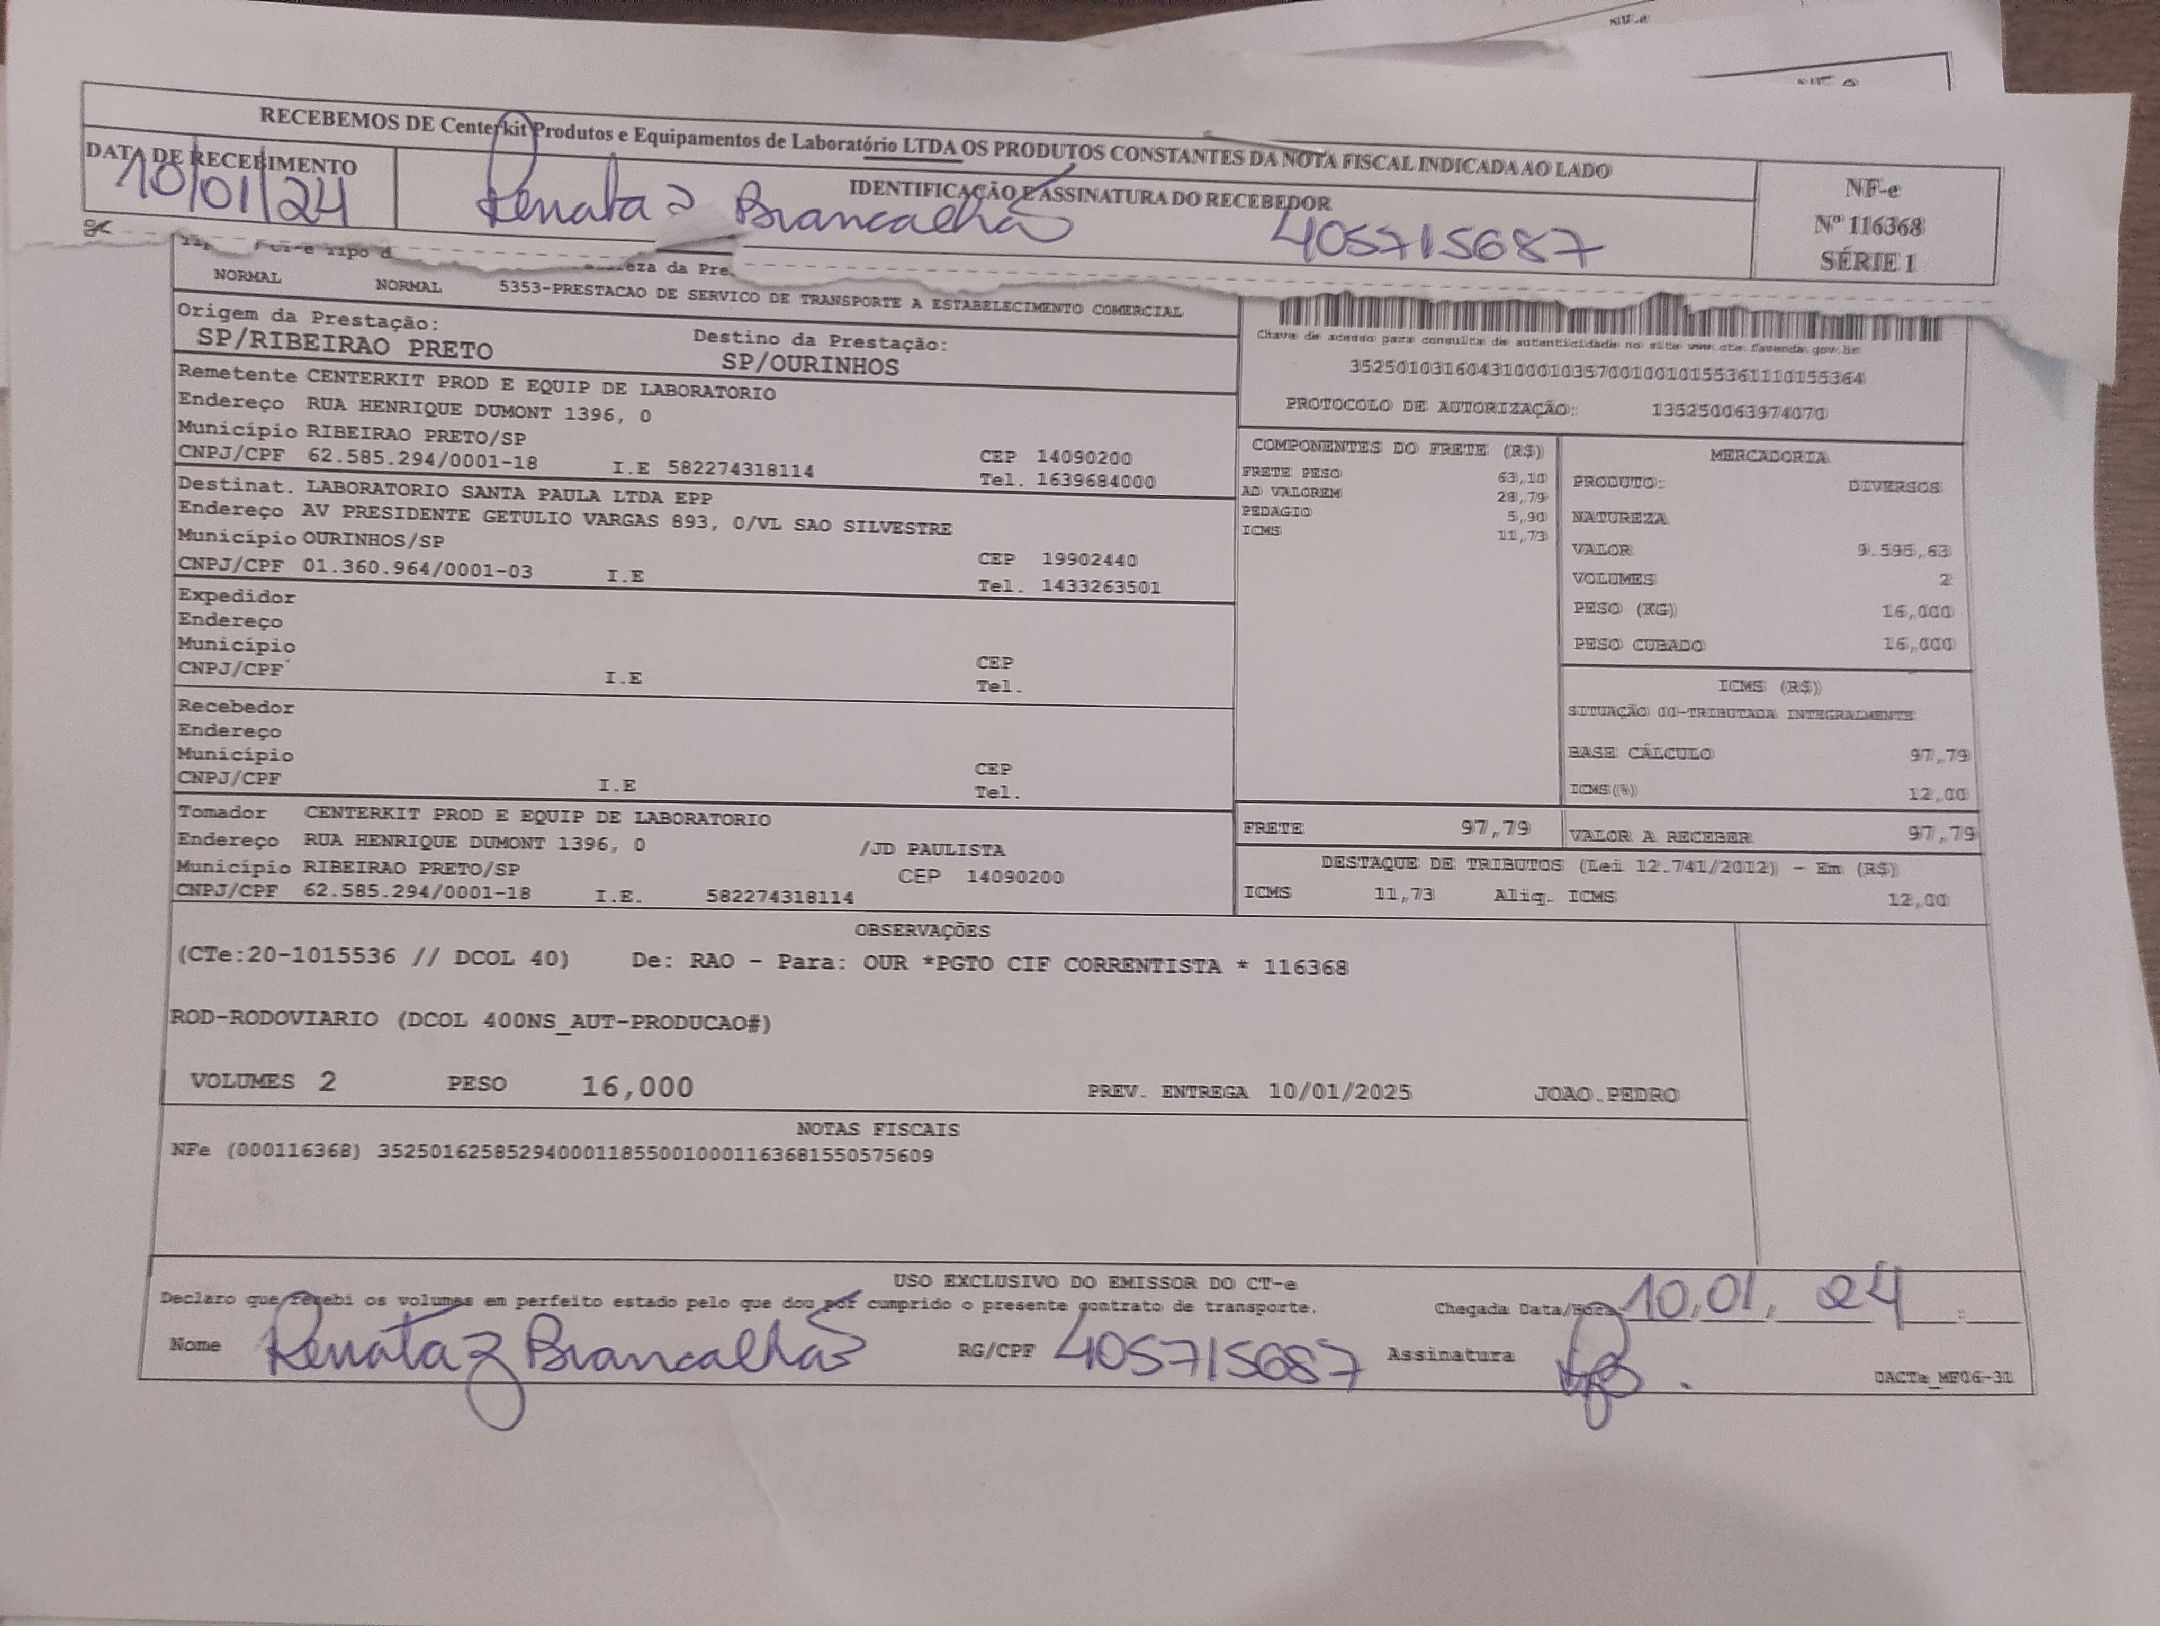 NF-e
RECEBEMOS DE Centerkit Produtos e Equipamentos de Laboratório LTDA OS PRODUTOS CONSTANTES DA NOTA FISCAL INDICADA AO LADO
DATA DE RECEBIMENTO
10/01/24
IDENTIFICAÇÃO E ASSINATURA DO RECEBEDOR
Renata Brancalhão 405715687
NF-e
Nº 116368
SÉRIE 1
NORMAL NORMAL 5353-PRESTACAO DE SERVICO DE TRANSPORTE A ESTABELECIMENTO COMERCIAL
Origem da Prestação: Destino da Prestação:
SP/RIBEIRAO PRETO SP/OURINHOS
Remetente CENTERKIT PROD E EQUIP DE LABORATORIO
Endereço RUA HENRIQUE DUMONT 1396, 0
Município RIBEIRAO PRETO/SP CEP 14090200
CNPJ/CPF 62.585.294/0001-18 I.E 582274318114 Tel. 1639684000
Destinat. LABORATORIO SANTA PAULA LTDA EPP
Endereço AV PRESIDENTE GETULIO VARGAS 893, 0/VL SAO SILVESTRE
Município OURINHOS/SP CEP 19902440
CNPJ/CPF 01.360.964/0001-03 I.E Tel. 1433263501
Expedidor
Endereço
Município CEP
CNPJ/CPF I.E Tel.
Recebedor
Endereço
Município CEP
CNPJ/CPF I.E Tel.
Tomador CENTERKIT PROD E EQUIP DE LABORATORIO
Endereço RUA HENRIQUE DUMONT 1396, 0 /JD PAULISTA
Município RIBEIRAO PRETO/SP CEP 14090200
CNPJ/CPF 62.585.294/0001-18 I.E. 582274318114
Chave de acesso para consulta de autenticidade no site www.cte.fazenda.gov.br
35250103160431000103570010010155361110155364
PROTOCOLO DE AUTORIZAÇÃO: 135250063974070
COMPONENTES DO FRETE (R$)
FRETE PESO 63,10
AD VALOREM 28,79
PEDAGIO 5,90
ICMS 11,73
MERCADORIA
PRODUTO: DIVERSOS
NATUREZA
VALOR 9.595,63
VOLUMES 2
PESO (KG) 16,000
PESO CUBADO 16,000
ICMS (R$)
SITUAÇÃO 00-TRIBUTADA INTEGRALMENTE
BASE CÁLCULO 97,79
ICMS(%) 12,00
FRETE 97,79 VALOR A RECEBER 97,79
DESTAQUE DE TRIBUTOS (Lei 12.741/2012) - Em (R$)
ICMS 11,73 Aliq. ICMS 12,00
OBSERVAÇÕES
(CTe:20-1015536 // DCOL 40) De: RAO - Para: OUR *PGTO CIF CORRENTISTA * 116368
ROD-RODOVIARIO (DCOL 400NS_AUT-PRODUCAO#)
VOLUMES 2 PESO 16,000 PREV. ENTREGA 10/01/2025 JOAO.PEDRO
NOTAS FISCAIS
NFe (000116368) 35250162585294000118550010001163681550575609
USO EXCLUSIVO DO EMISSOR DO CT-e
Declaro que recebi os volumes em perfeito estado pelo que dou por cumprido o presente contrato de transporte. Chegada Data/Hora 10,01, 24
Nome Renata Brancalhão RG/CPF 405715687 Assinatura
DACTe_MF06-31